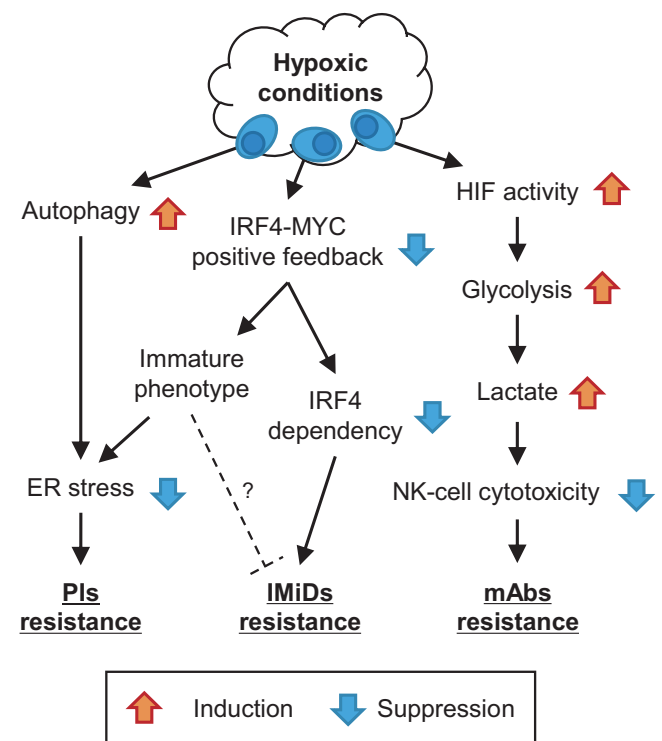 Hypoxic
conditions
Autophagy
IRF4-MYC
positive feedback
HIF activity
Glycolysis
Immature
phenotype
IRF4
dependency
Lactate
ER stress
?
NK-cell cytotoxicity
PIs
resistance
IMiDs
resistance
mAbs
resistance
Induction
Suppression